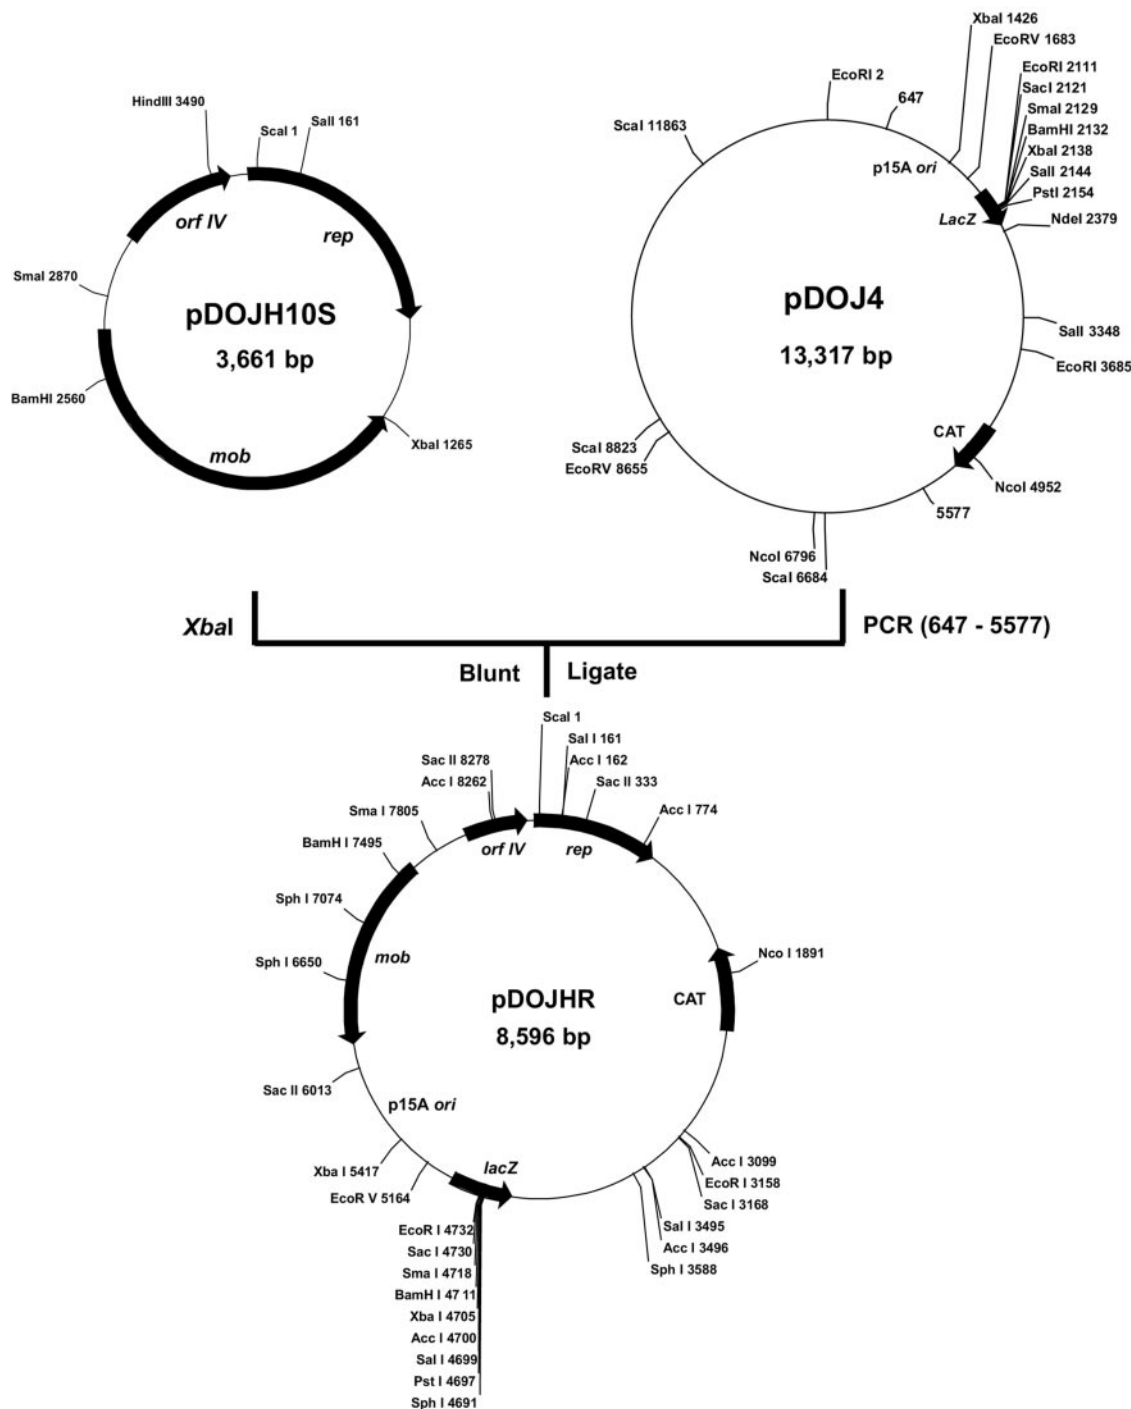 HindIII 3490
ScaI 1
SalI 161
orf IV
rep
SmaI 2870
pDOJH10S
3,661 bp
BamHI 2560
mob
XbaI 1265
XbaI 1426
EcoRV 1683
EcoRI 2
647
EcoRI 2111
SacI 2121
SmaI 2129
BamHI 2132
XbaI 2138
SalI 2144
PstI 2154
ScaI 11863
p15A ori
LacZ
NdeI 2379
pDOJ4
13,317 bp
SalI 3348
EcoRI 3685
ScaI 8823
EcoRV 8655
CAT
NcoI 4952
5577
NcoI 6796
ScaI 6684
XbaI
PCR (647 - 5577)
Blunt
Ligate
ScaI 1
Sal I 161
Acc I 162
Sac II 333
Acc I 774
Sac II 8278
Acc I 8262
Sma I 7805
BamH I 7495
orf IV
rep
Sph I 7074
mob
Sph I 6650
Nco I 1891
CAT
pDOJHR
8,596 bp
Sac II 6013
p15A ori
Xba I 5417
EcoR V 5164
lacZ
Acc I 3099
EcoR I 3158
Sac I 3168
Sal I 3495
Acc I 3496
Sph I 3588
EcoR I 4732
Sac I 4730
Sma I 4718
BamH I 47 11
Xba I 4705
Acc I 4700
Sal I 4699
Pst I 4697
Sph I 4691